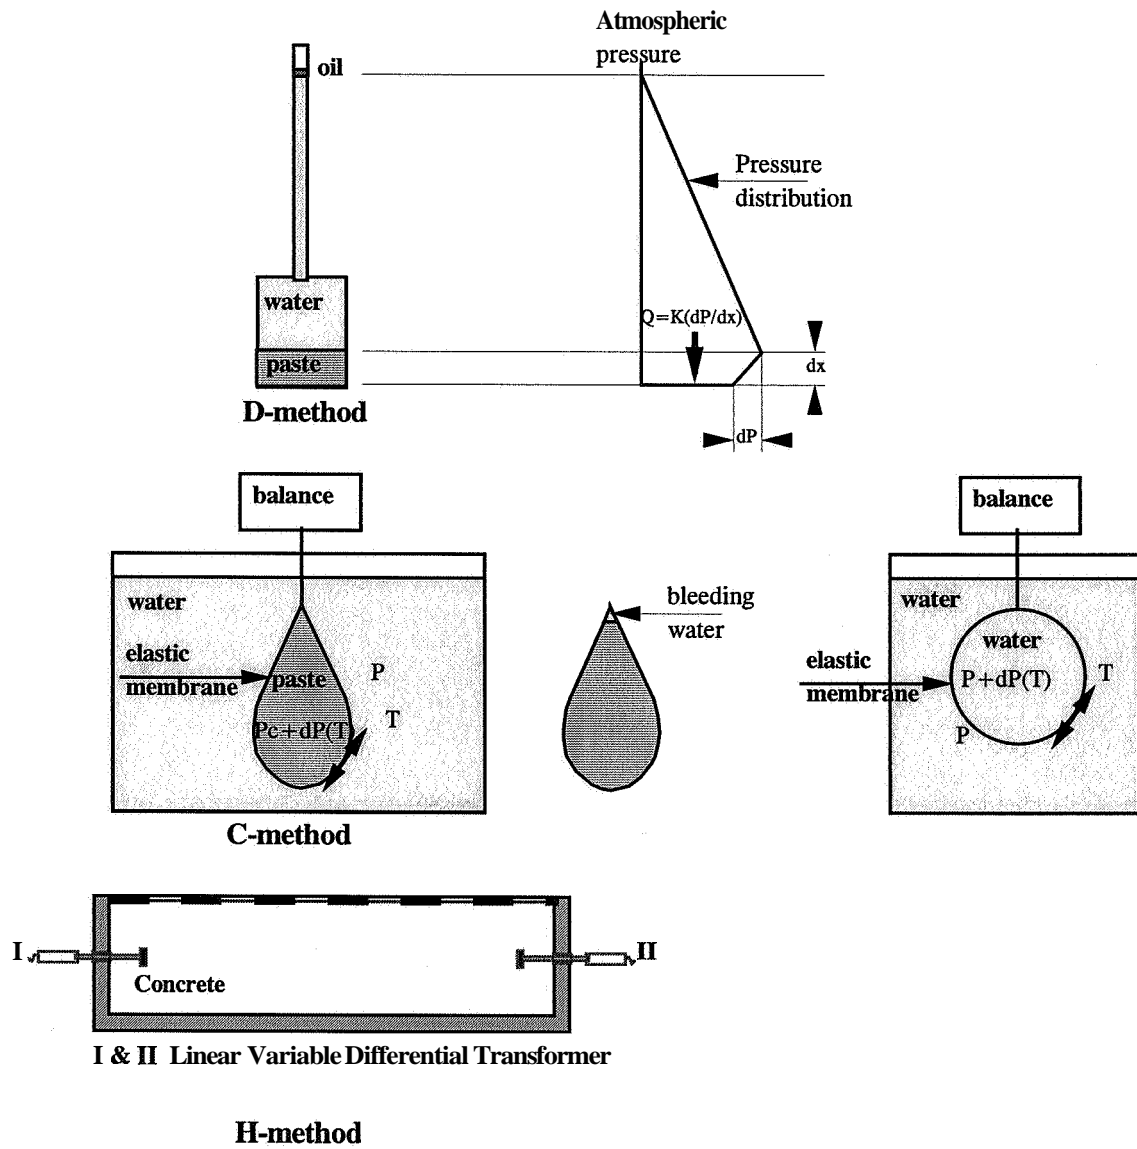 Atmospheric
pressure
oil
Pressure
distribution
water
Q=K(dP/dx)
paste
dx
D-method
dP
balance
balance
water
bleeding
water
water
water
elastic
membrane
paste
P
T
Pc+dP(T
elastic
membrane
P+dP(T)
T
P
C-method
I
II
Concrete
I & II Linear Variable Differential Transformer
H-method